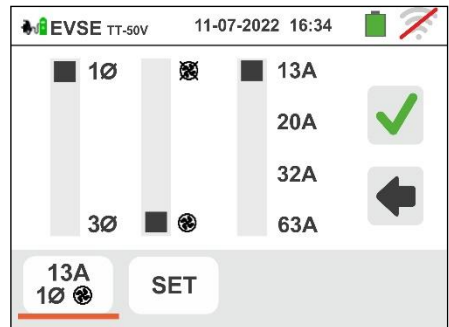 EVSE TT-50V 11-07-2022 16:34
1Ø 13A
20A
32A
3Ø 63A
13A
1Ø
SET